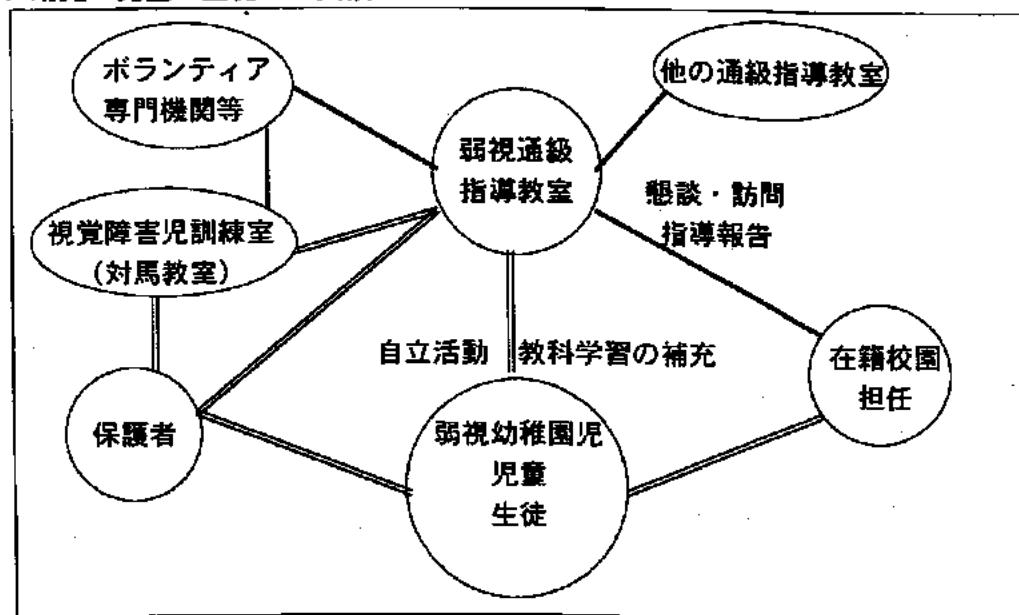 ボランティア
専門機関等
他の通級指導教室
弱視通級
指導教室
懇談・訪問
指導報告
視覚障害児訓練室
(対馬教室)
自立活動
教科学習の補充
在籍校園
担任
保護者
弱視幼稚園児
児童
生徒